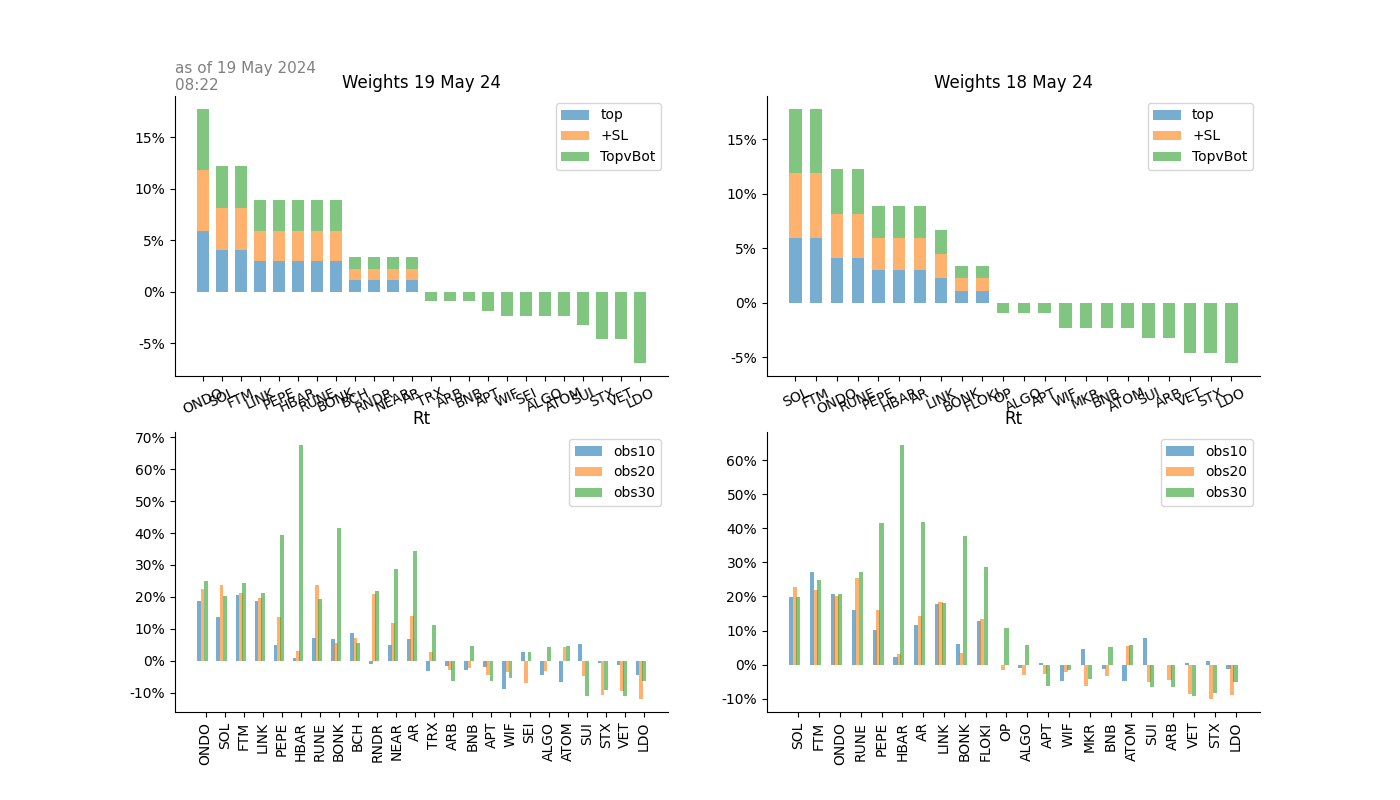 as of 19 May 2024
08:22
Weights 19 May 24
top
+SL
TopvBot
15%
10%
5%
0%
-5%
ONDO SOL FTM LINK PEPE HBAR RUNE BONK BCH RNDR NEAR AR TRX ARB BNB APT WIF SEI ALGO ATOM SUI STX VET LDO
Weights 18 May 24
top
+SL
TopvBot
15%
10%
5%
0%
-5%
SOL FTM ONDO RUNE PEPE HBAR AR LINK BONK FLOKI OP ALGO APT WIF MKR BNB ATOM SUI ARB VET STX LDO
Rt
obs10
obs20
obs30
70%
60%
50%
40%
30%
20%
10%
0%
-10%
ONDO SOL FTM LINK PEPE HBAR RUNE BONK BCH RNDR NEAR AR TRX ARB BNB APT WIF SEI ALGO ATOM SUI STX VET LDO
Rt
obs10
obs20
obs30
60%
50%
40%
30%
20%
10%
0%
-10%
SOL FTM ONDO RUNE PEPE HBAR AR LINK BONK FLOKI OP ALGO APT WIF MKR BNB ATOM SUI ARB VET STX LDO